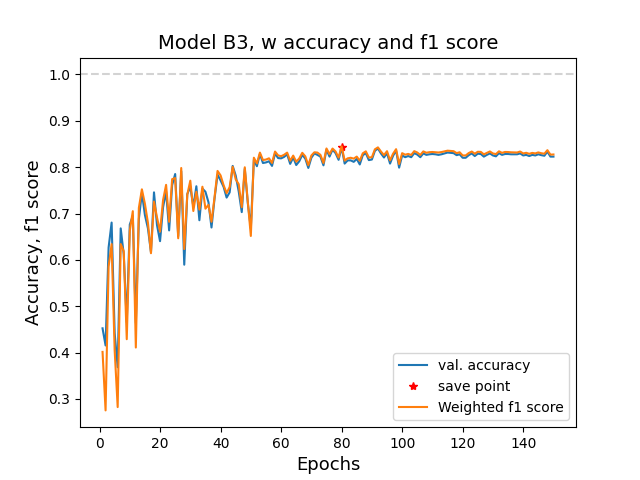 Model B3, w accuracy and f1 score
1.0
0.9
0.8
0.7
0.6
0.5
0.4
0.3
Accuracy, f1 score
val. accuracy
save point
Weighted f1 score
0 20 40 60 80 100 120 140
Epochs